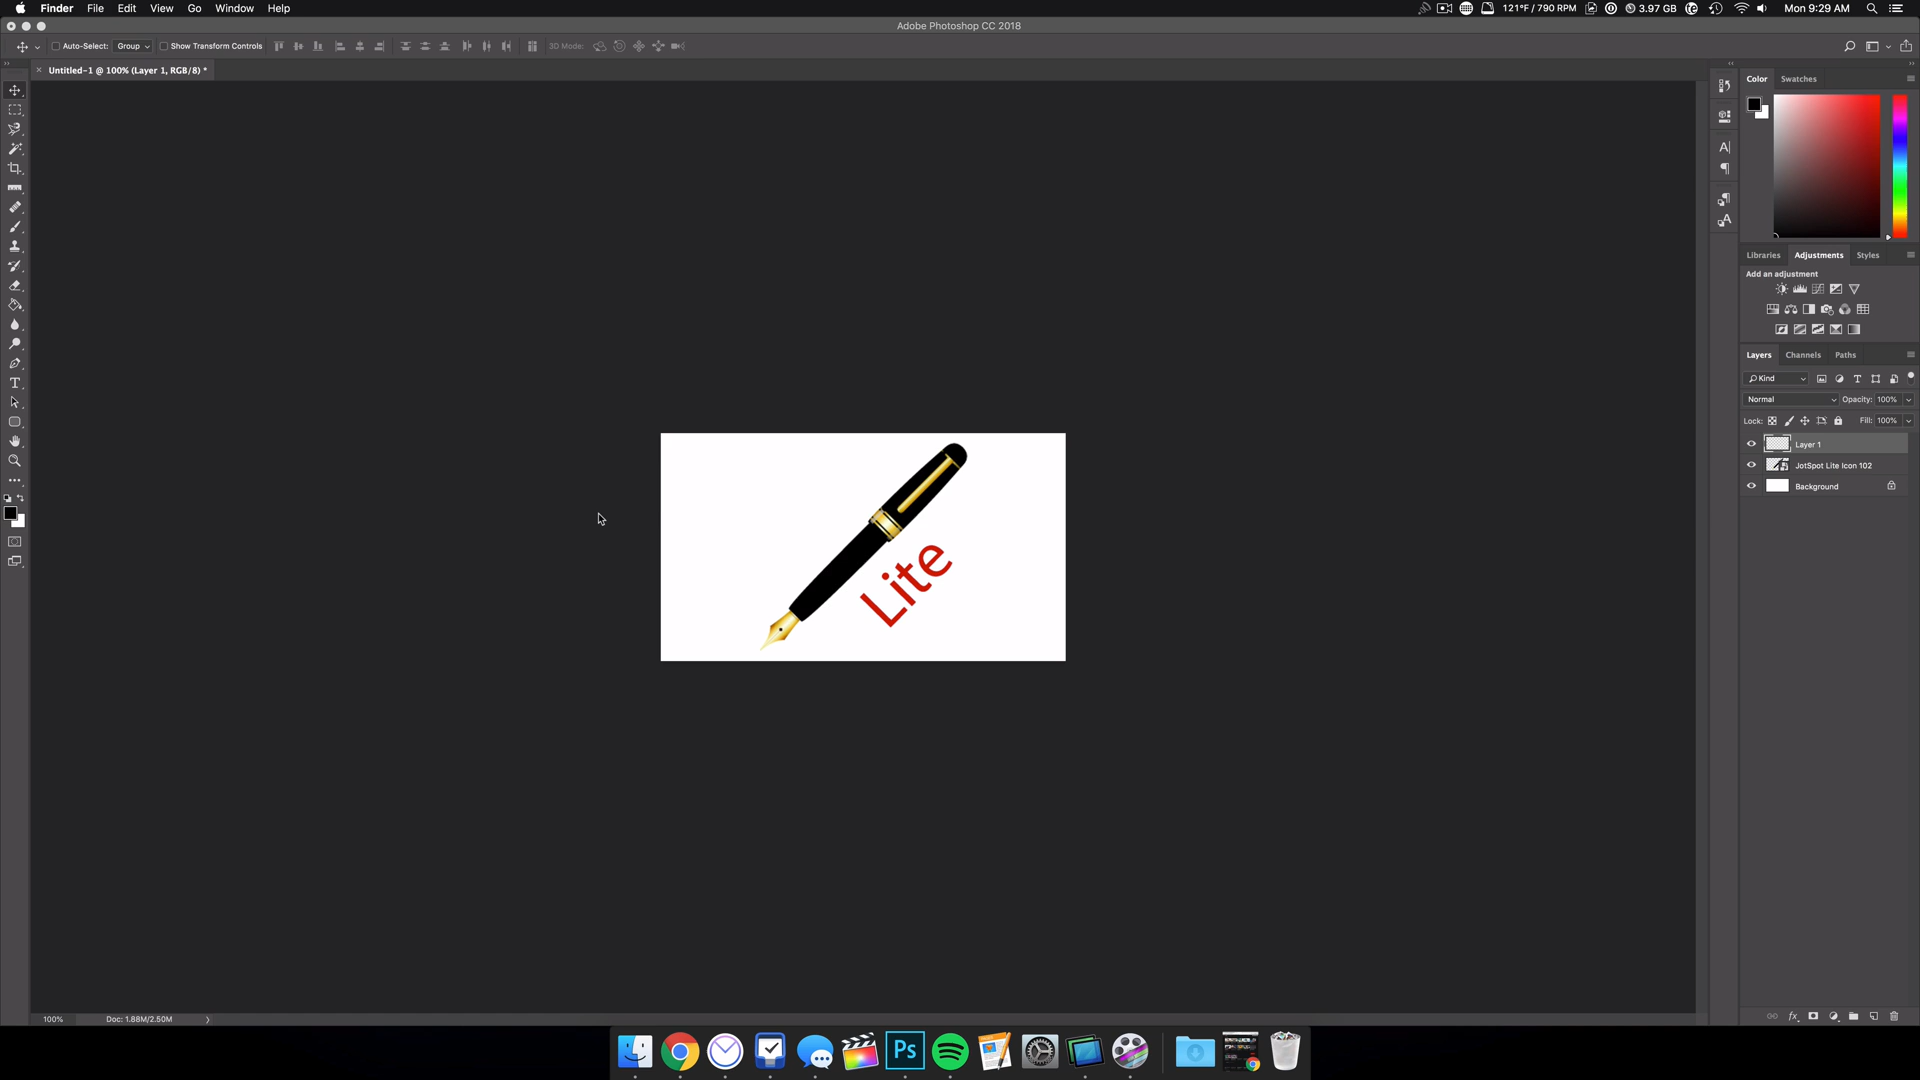 Finder File Edit View Go Window Help
121°F / 790 RPM 3.97 GB Mon 9:29 AM
Adobe Photoshop CC 2018
Auto-Select: Group Show Transform Controls 3D Mode:
Untitled-1 @ 100% (Layer 1, RGB/8) *
Color Swatches
Libraries Adjustments Styles
Add an adjustment
Layers Channels Paths
Kind
Normal Opacity: 100%
Lock: Fill: 100%
Layer 1
JotSpot Lite Icon 102
Background
Lite
100% Doc: 1.88M/2.50M
Ps